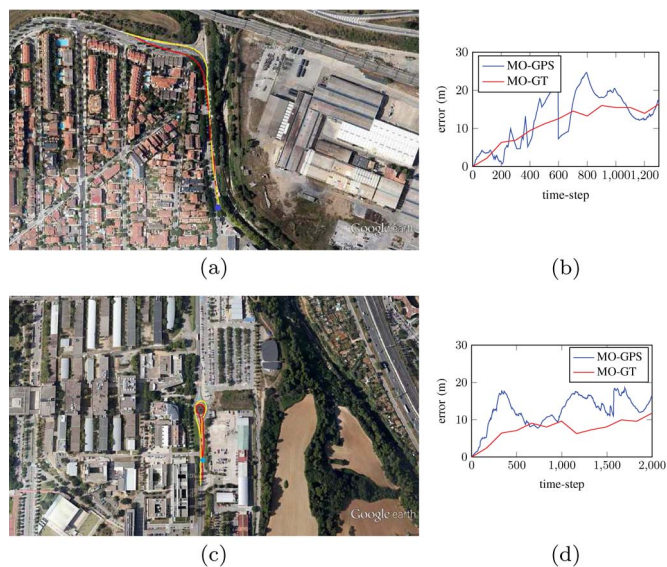 30
20
10
0
error (m)
MO-GPS
MO-GT
0
200
400
600
800
1,000
1,200
time-step
Google earth
(a)
(b)
30
20
10
0
error (m)
MO-GPS
MO-GT
0
500
1,000
1,500
2,000
time-step
Google earth
(c)
(d)